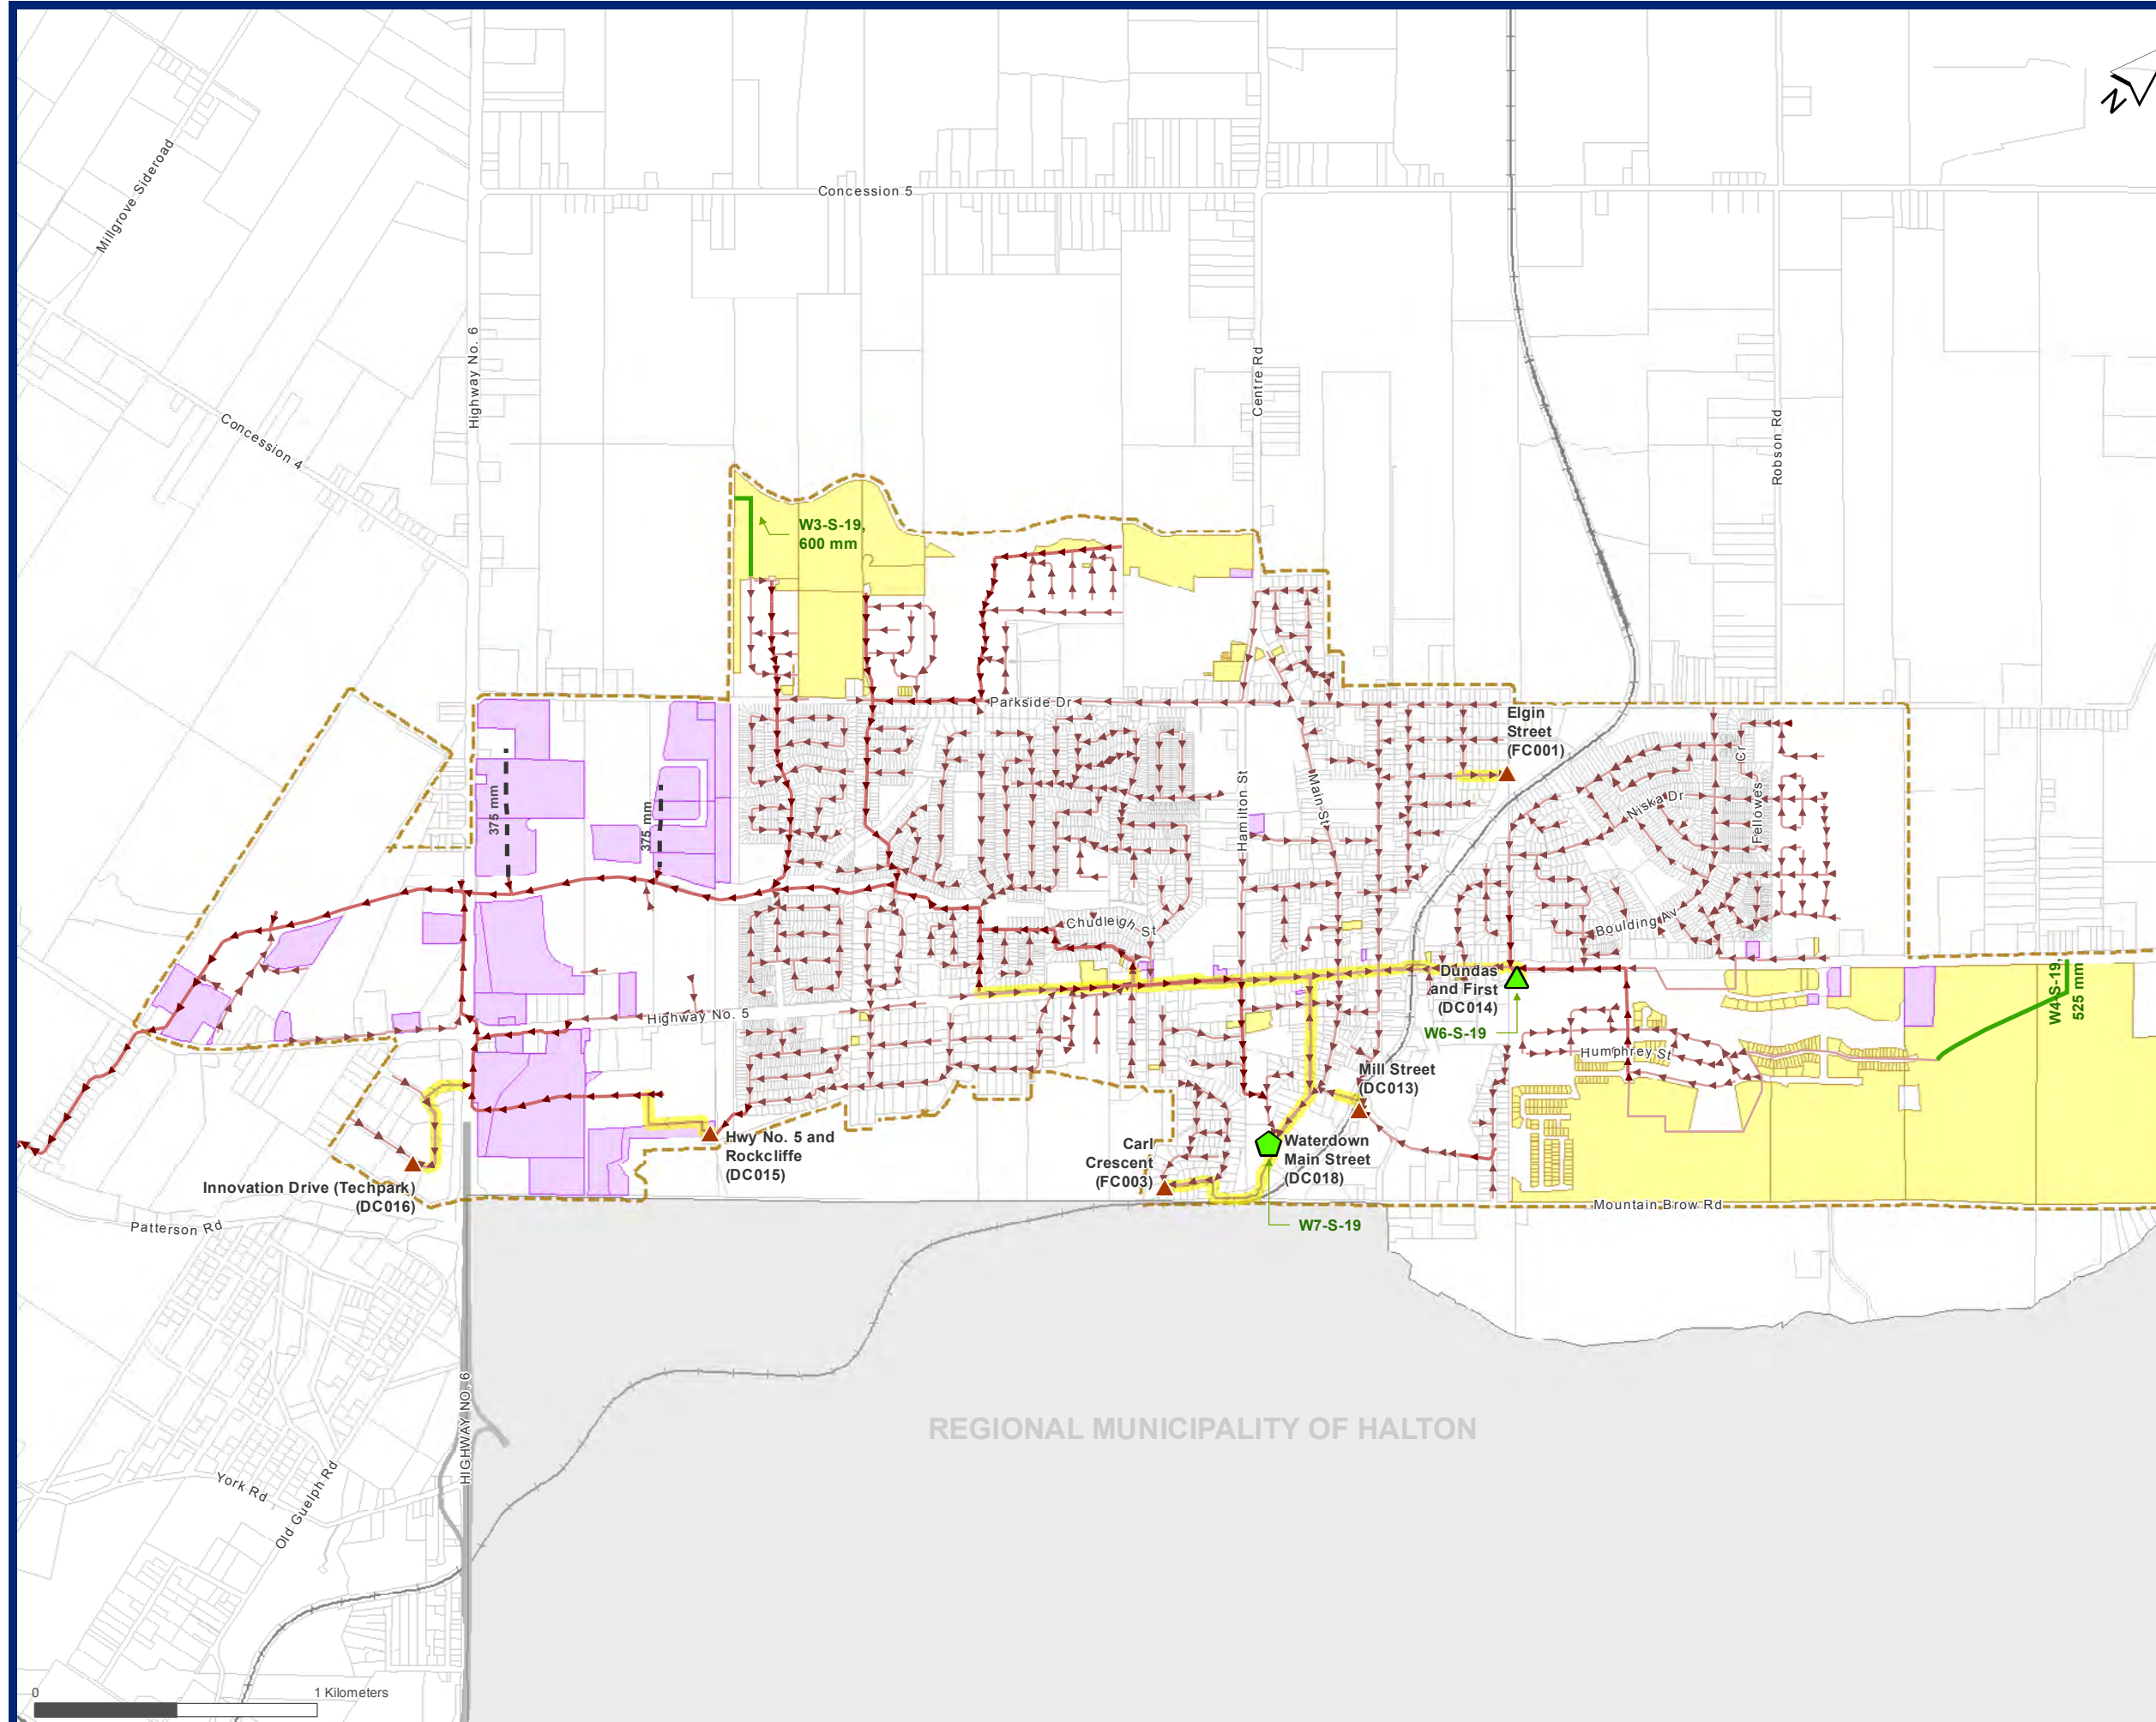 N
Millgrove Sideroad
Concession 5
Highway No. 6
Centre Rd
Concession 4
Robson Rd
W3-S-19,
600 mm
Parkside Dr
Elgin
Street
(FC001)
375 mm
375 mm
Hamilton St
Main St
Niska Dr
Fellowes Cr
Chudleigh St
Boulding Av
Dundas
and First
(DC014)
W6-S-19
W4-S-19,
525 mm
Highway No. 5
Humphrey St
Mill Street
(DC013)
Hwy No. 5 and
Rockcliffe
(DC015)
Carl
Crescent
(FC003)
Waterdown
Main Street
(DC018)
Innovation Drive (Techpark)
(DC016)
Mountain Brow Rd
Patterson Rd
W7-S-19
HIGHWAY NO. 6
REGIONAL MUNICIPALITY OF HALTON
York Rd
Old Guelph Rd
0
1 Kilometers